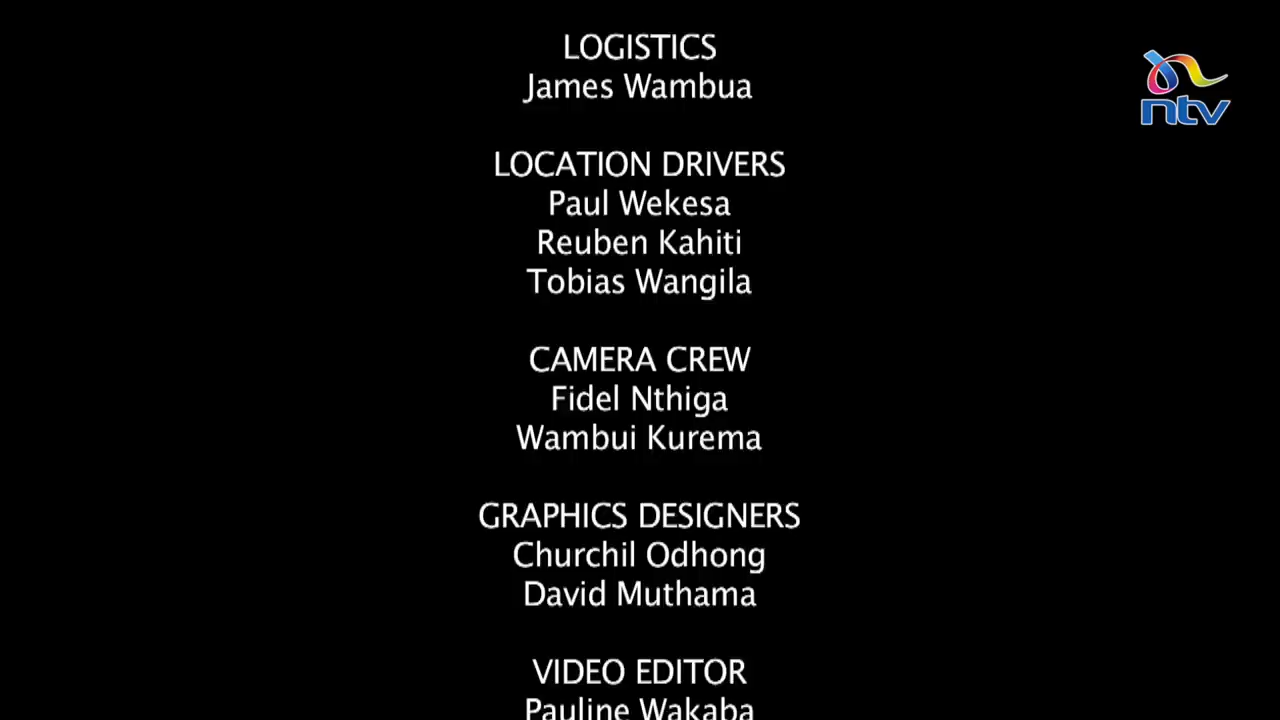 LOGISTICS
James Wambua
ntv
LOCATION DRIVERS
Paul Wekesa
Reuben Kahiti
Tobias Wangila
CAMERA CREW
Fidel Nthiga
Wambui Kurema
GRAPHICS DESIGNERS
Churchil Odhong
David Muthama
VIDEO EDITOR
Pauline Wakaba